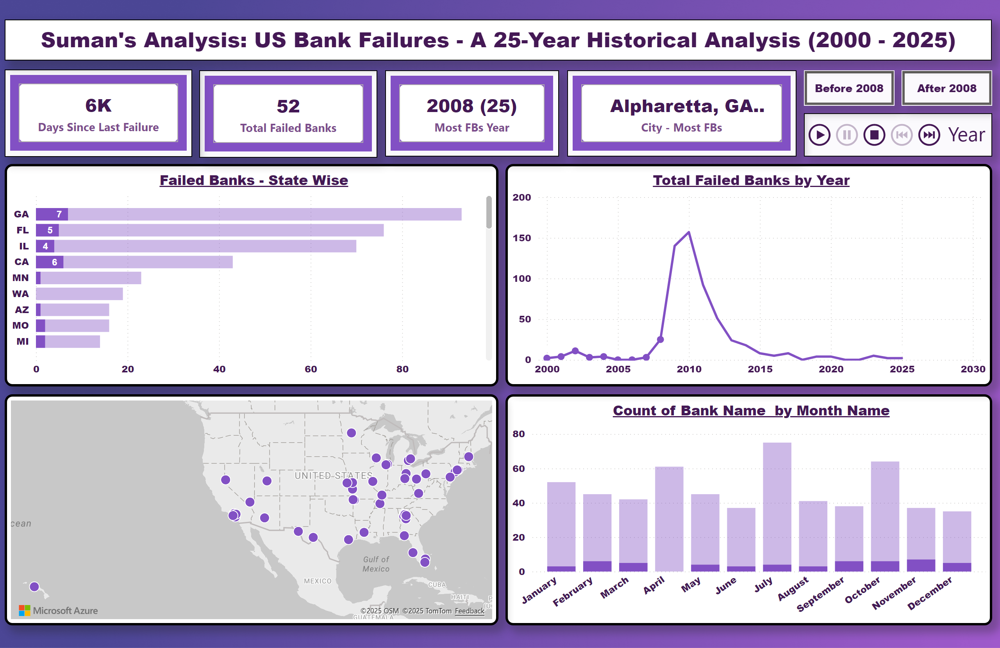 Suman's Analysis: US Bank Failures - A 25-Year Historical Analysis (2000 - 2025)
6K
Days Since Last Failure
52
Total Failed Banks
2008 (25)
Most FBs Year
Alpharetta, GA..
City - Most FBs
Before 2008
After 2008
Year
Failed Banks - State Wise
GA
7
FL
5
IL
4
CA
6
MN
WA
AZ
MO
MI
0 20 40 60 80
Total Failed Banks by Year
200
150
100
50
0
2000 2005 2010 2015 2020 2025 2030
UNITED STATES
cean
Gulf of
Mexico
MEXICO
CUBA
HAITI
P
(U.
GUATEMALA
Microsoft Azure
©2025 OSM ©2025 TomTom Feedback
Count of Bank Name by Month Name
80
60
40
20
0
January February March April May June July August September October November December